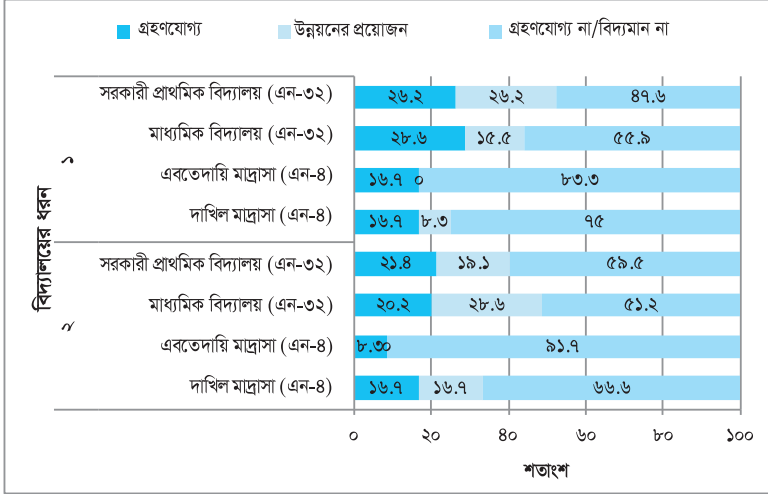 গ্রহণযোগ্য উন্নয়নের প্রয়োজন গ্রহণযোগ্য না/বিদ্যমান না
বিদ্যালয়ের ধরন
১
সরকারী প্রাথমিক বিদ্যালয় (এন-৩২) ২৬.২ ২৬.২ ৪৭.৬
মাধ্যমিক বিদ্যালয় (এন-৩২) ২৮.৬ ১৫.৫ ৫৫.৯
এবতেদায়ি মাদ্রাসা (এন-৪) ১৬.৭ ০ ৮৩.৩
দাখিল মাদ্রাসা (এন-৪) ১৬.৭ ৮.৩ ৭৫
২
সরকারী প্রাথমিক বিদ্যালয় (এন-৩২) ২১.৪ ১৯.১ ৫৯.৫
মাধ্যমিক বিদ্যালয় (এন-৩২) ২০.২ ২৮.৬ ৫১.২
এবতেদায়ি মাদ্রাসা (এন-৪) ৮.৩ ০ ৯১.৭
দাখিল মাদ্রাসা (এন-৪) ১৬.৭ ১৬.৭ ৬৬.৬
০ ২০ ৪০ ৬০ ৮০ ১০০
শতাংশ